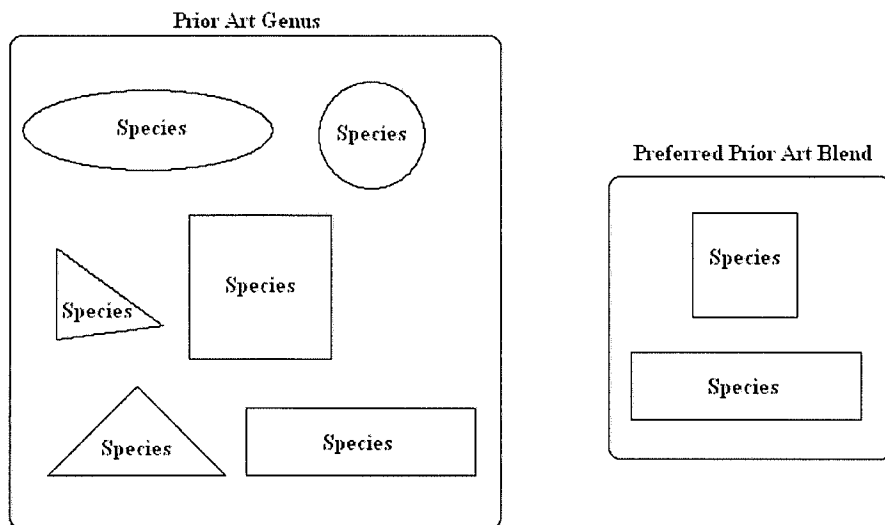 Prior Art Genus
Species
Species
Species
Species
Species
Species
Preferred Prior Art Blend
Species
Species